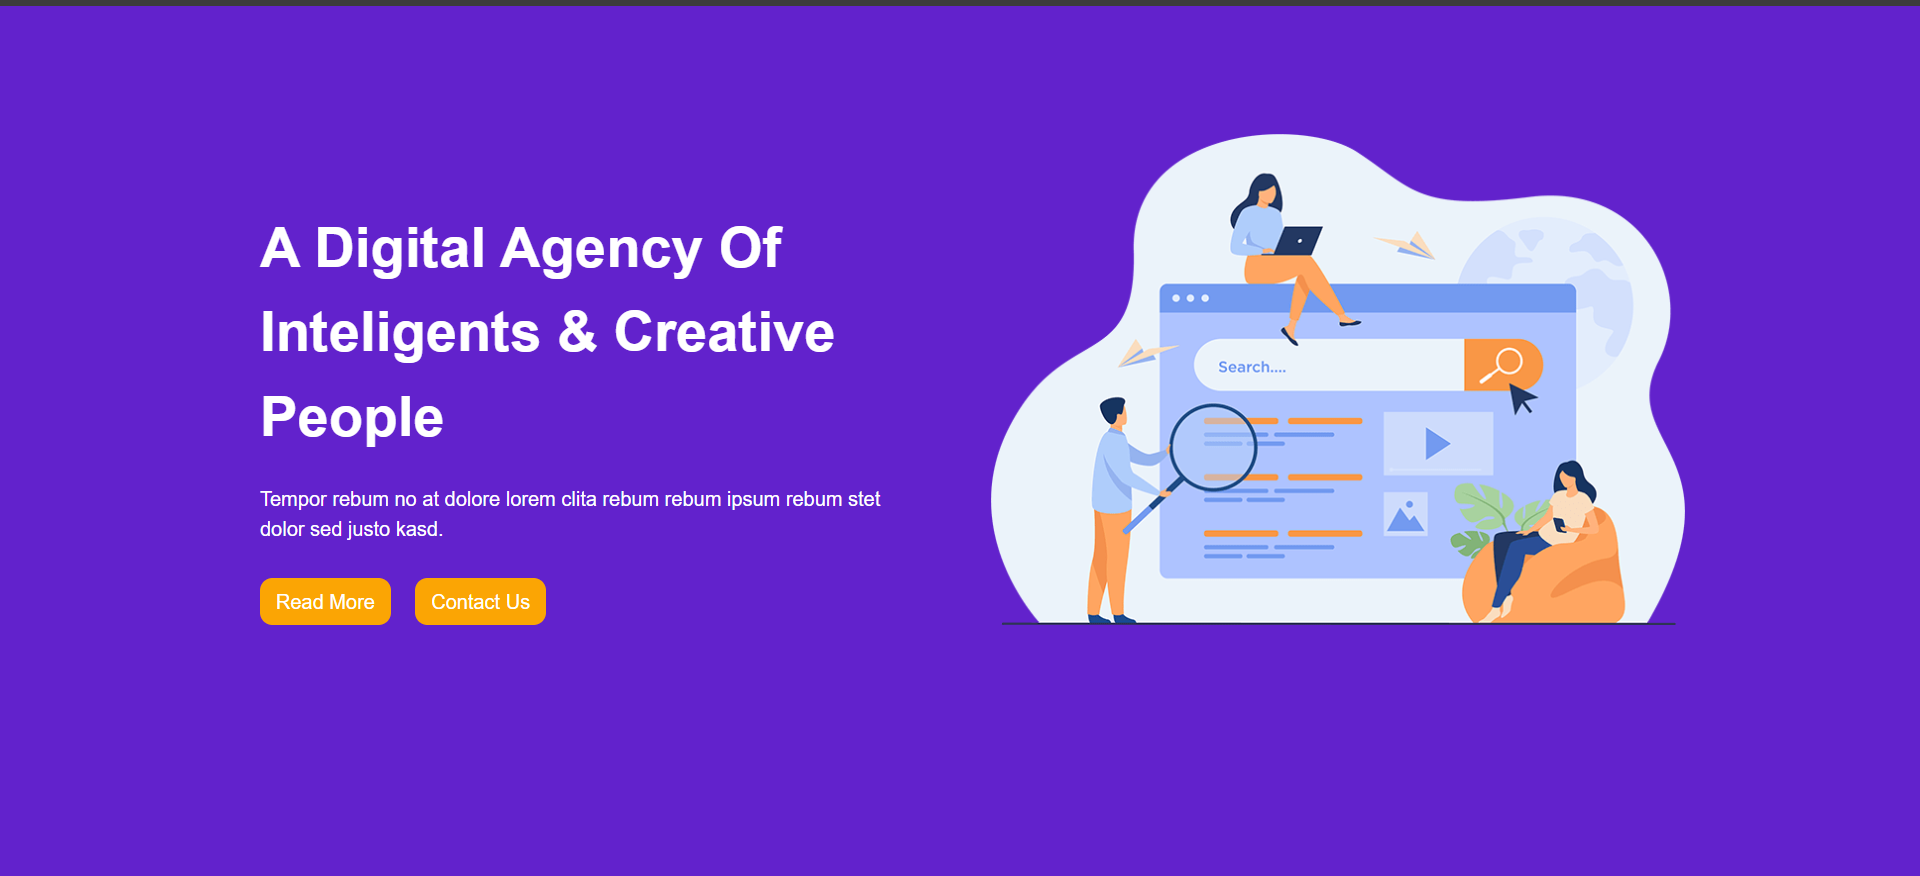 A Digital Agency Of
Inteligents & Creative
People
Tempor rebum no at dolore lorem clita rebum rebum ipsum rebum stet
dolor sed justo kasd.
Read More
Contact Us
Search....